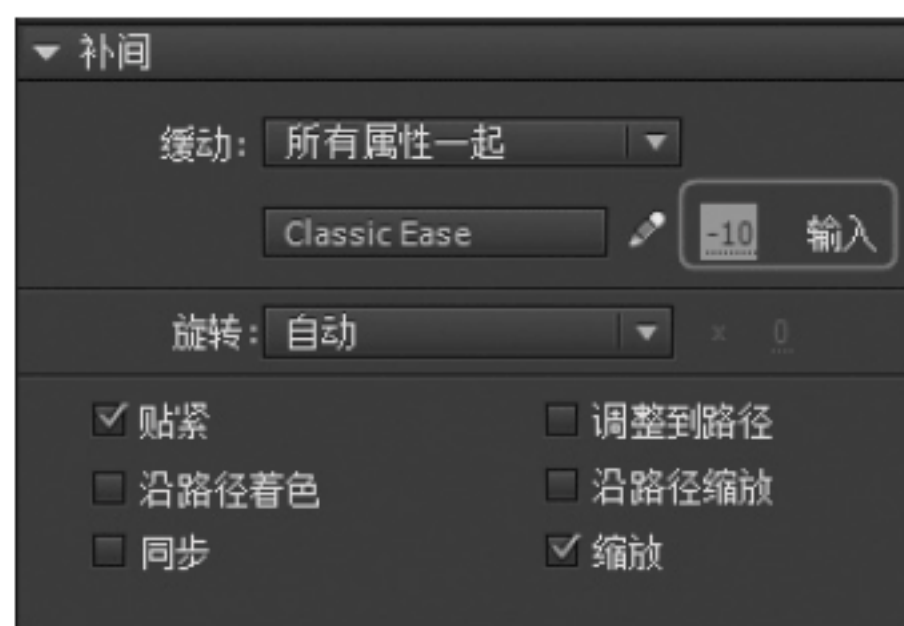 补间
缓动: 所有属性一起
Classic Ease -10 输入
旋转: 自动 x 0
贴紧 调整到路径
沿路径着色 沿路径缩放
同步 缩放